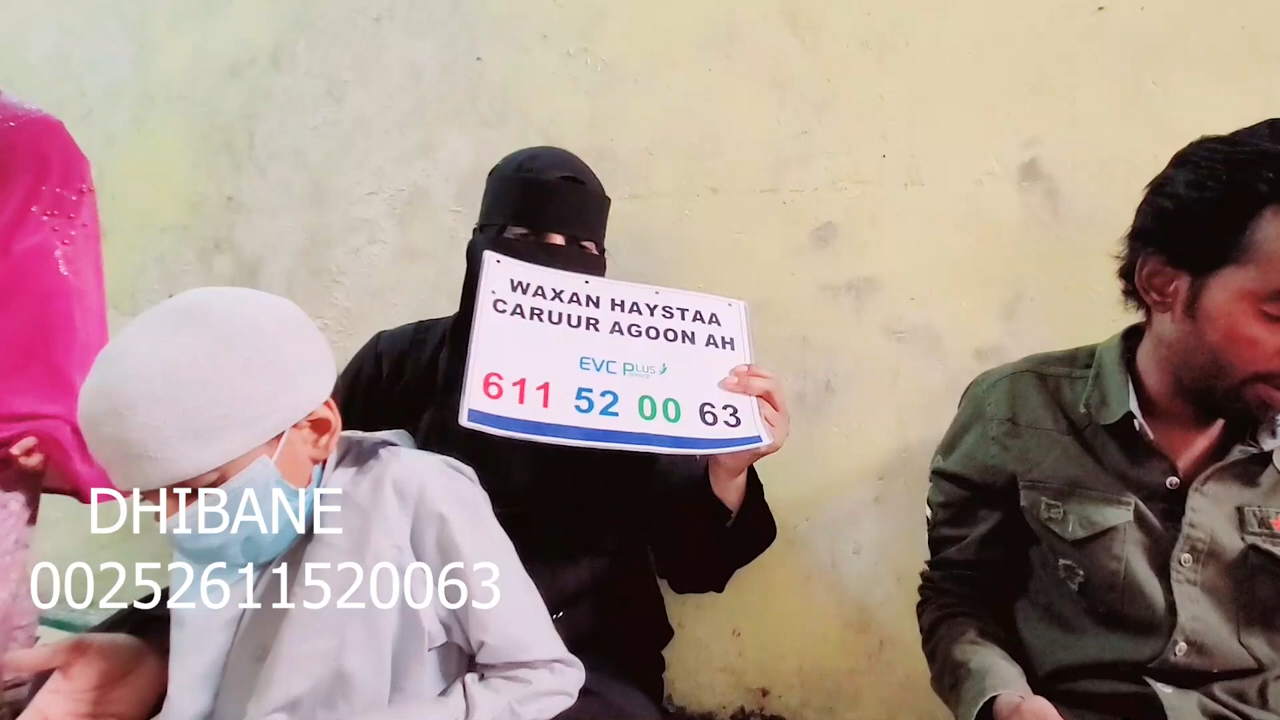 WAXAN HAYSTAA
CARUUR AGOON AH
EVC PLUS
611 52 00 63
DHIBANE
00252611520063